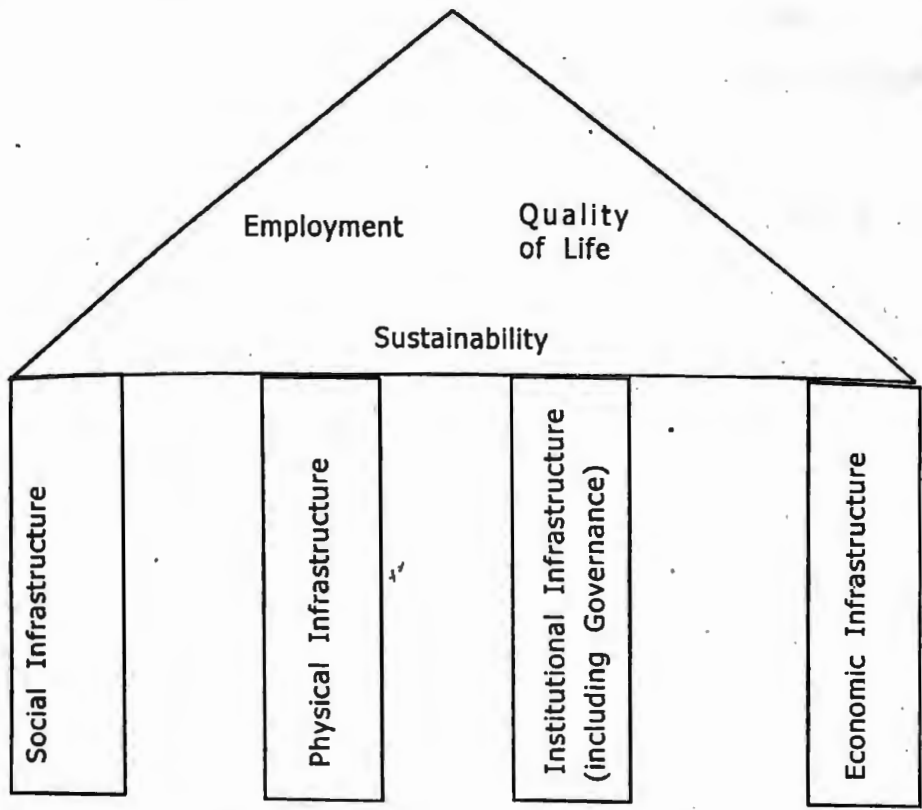 Employment
Quality
of Life
Sustainability
Social Infrastructure
Physical Infrastructure
Institutional Infrastructure
(including Governance)
Economic Infrastructure